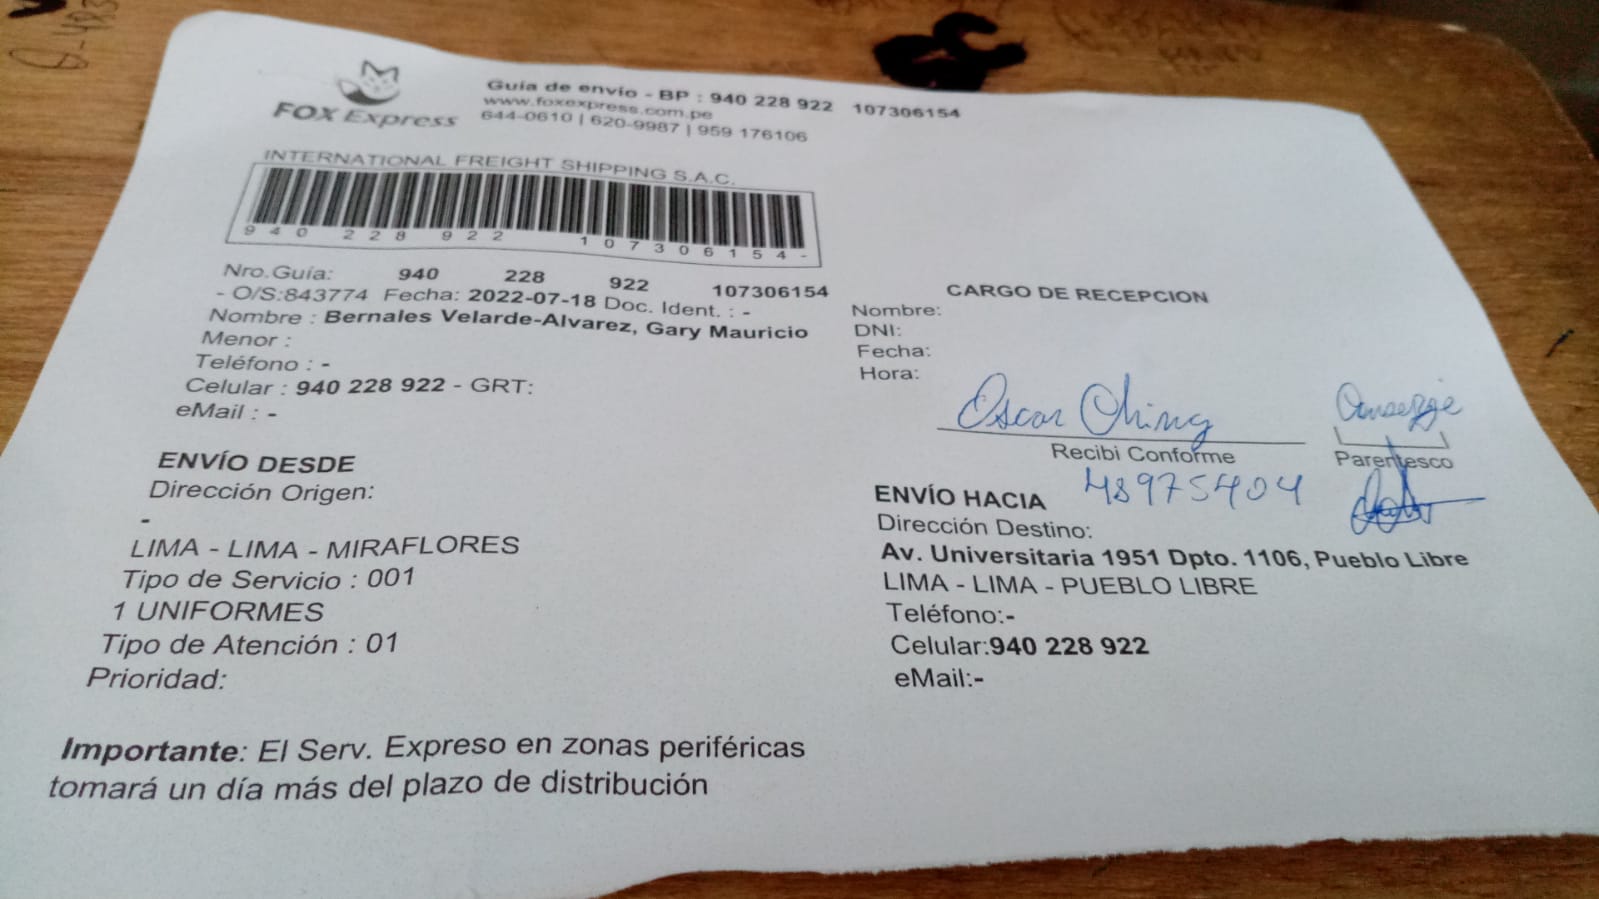 FOX Express
Guía de envío - BP : 940 228 922 107306154
www.foxexpress.com.pe
644-0610 | 620-9987 | 959 176106
INTERNATIONAL FREIGHT SHIPPING S.A.C.
940 228 922 107306154-
Nro.Guía: 940 228 922 107306154
- O/S:843774 Fecha: 2022-07-18 Doc. Ident. : -
Nombre : Bernales Velarde-Alvarez, Gary Mauricio
Menor :
Teléfono : -
Celular : 940 228 922 - GRT:
eMail : -
ENVÍO DESDE
Dirección Origen:
-
LIMA - LIMA - MIRAFLORES
Tipo de Servicio : 001
1 UNIFORMES
Tipo de Atención : 01
Prioridad:
CARGO DE RECEPCION
Nombre:
DNI:
Fecha:
Hora:
Oscar Ching
Recibi Conforme
Parentesco
48975404
ENVÍO HACIA
Dirección Destino:
Av. Universitaria 1951 Dpto. 1106, Pueblo Libre
LIMA - LIMA - PUEBLO LIBRE
Teléfono:-
Celular:940 228 922
eMail:-
Importante: El Serv. Expreso en zonas periféricas
tomará un día más del plazo de distribución